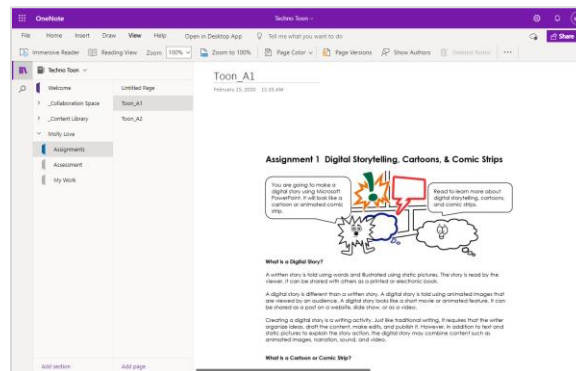 OneNote
Techno Toon
File Home Insert Draw View Help Open in Desktop App Tell me what you want to do
Share
Immersive Reader Reading View Zoom 100% Zoom to 100% Page Color Page Versions Show Authors Deleted Notes ...
Techno Toon
Welcome
_Collaboration Space
_Content Library
Molly Love
Assignments
Assessment
My Work
Add section
Untitled Page
Toon_A1
Toon_A2
Add page
Toon_A1
February 25, 2020
Assignment 1 Digital Storytelling, Cartoons, & Comic Strips
You are going to make a
digital story using Microsoft
PowerPoint. It will look like a
cartoon or animated comic
strip.
Read to learn more about
digital storytelling, cartoons,
and comic strips.
What is a Digital Story?
A written story is told using words and illustrated using static pictures. The story is read by the
viewer. It can be shared with others as a printed or electronic book.
A digital story is different than a written story. A digital story is told using animated images that
are viewed by an audience. A digital story looks like a short movie or animated feature. It can
be shared as a post on a website, slide show, or as a video.
Creating a digital story is a writing activity. Just like traditional writing, it requires that the writer
organize ideas, draft the content, make edits, and publish it. However, in addition to text and
static pictures to explain the story action, the digital story may combine content such as
animated images, narration, sound, and video.
What is a Cartoon or Comic Strip?